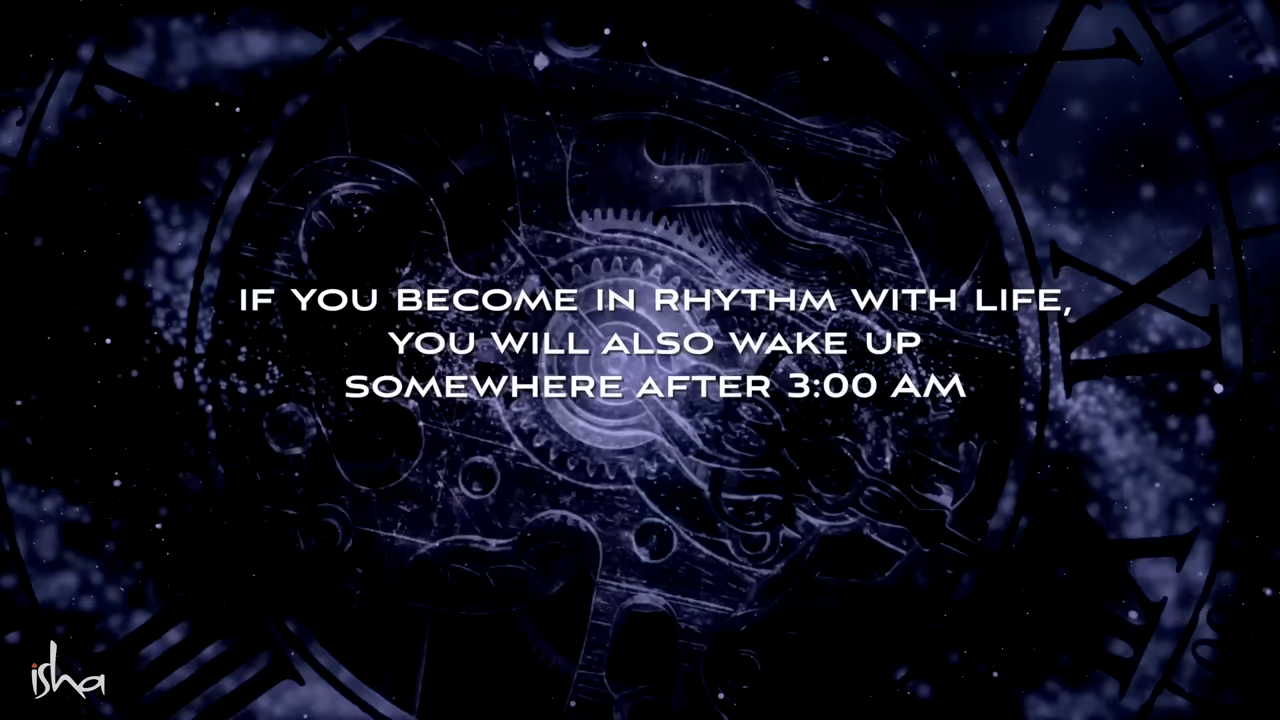 IF YOU BECOME IN RHYTHM WITH LIFE,
YOU WILL ALSO WAKE UP
SOMEWHERE AFTER 3:00 AM
isha